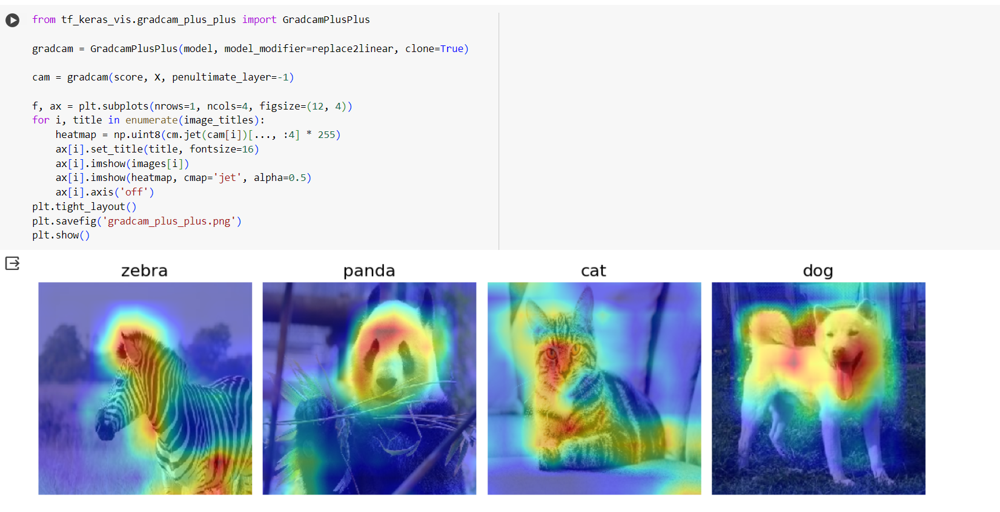 from tf_keras_vis.gradcam_plus_plus import GradcamPlusPlus
gradcam = GradcamPlusPlus(model, model_modifier=replace2linear, clone=True)
cam = gradcam(score, X, penultimate_layer=-1)
f, ax = plt.subplots(nrows=1, ncols=4, figsize=(12, 4))
for i, title in enumerate(image_titles):
    heatmap = np.uint8(cm.jet(cam[i])[..., :4] * 255)
    ax[i].set_title(title, fontsize=16)
    ax[i].imshow(images[i])
    ax[i].imshow(heatmap, cmap='jet', alpha=0.5)
    ax[i].axis('off')
plt.tight_layout()
plt.savefig('gradcam_plus_plus.png')
plt.show()
zebra panda cat dog